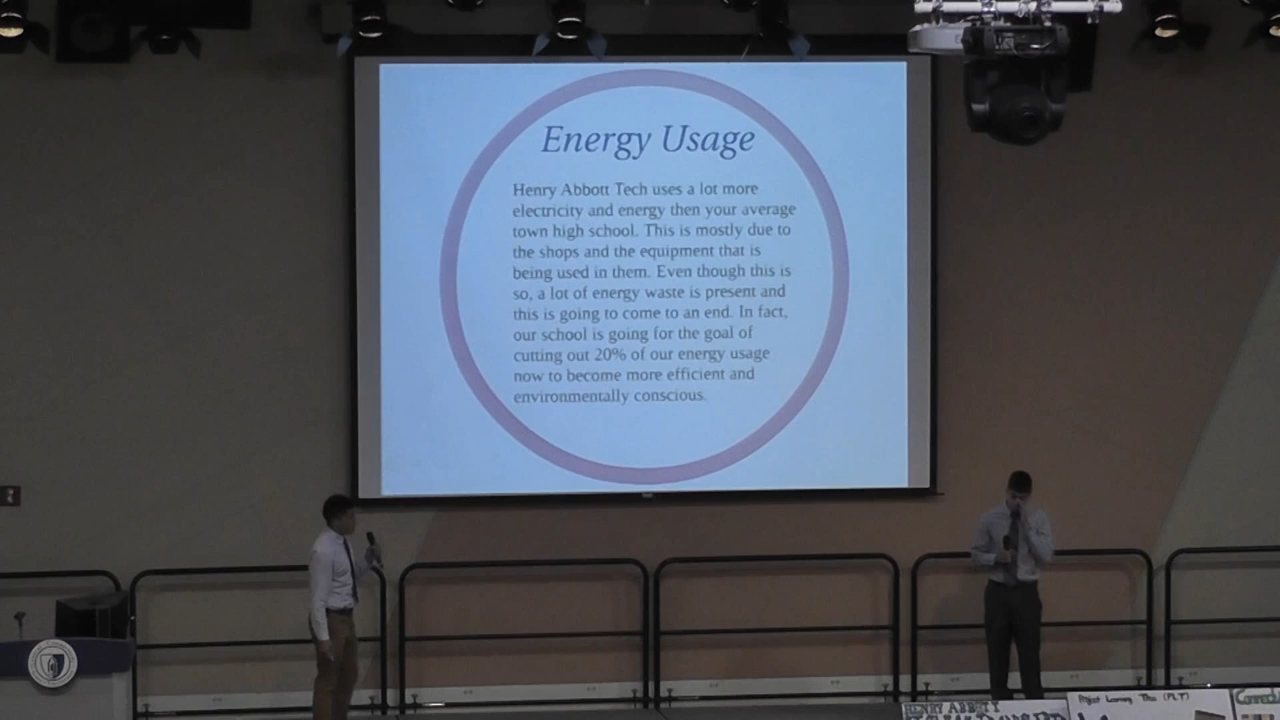 Energy Usage
Henry Abbott Tech uses a lot more
electricity and energy then your average
town high school. This is mostly due to
the shops and the equipment that is
being used in them. Even though this is
so, a lot of energy waste is present and
this is going to come to an end. In fact,
our school is going for the goal of
cutting out 20% of our energy usage
now to become more efficient and
environmentally conscious.
HENRY ABBOTT